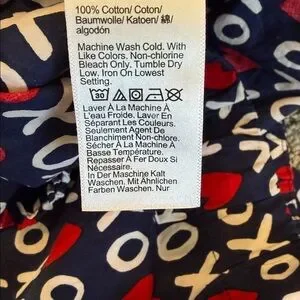 100% Cotton/ Coton/
Baumwolle/ Katoen/ 綿/
algodón
Machine Wash Cold. With
Like Colors. Non-chlorine
Bleach Only. Tumble Dry
Low. Iron On Lowest
Setting.
30
Laver À La Machine À
L'eau Froide. Laver En
Séparant Les Couleurs.
Seulement Agent De
Blanchiment Non-chlore.
Sécher À La Machine À
Basse Température.
Repasser À Fer Doux Si
Nécessaire.
In Der Maschine Kalt
Waschen. Mit Ähnlichen
Farben Waschen. Nur